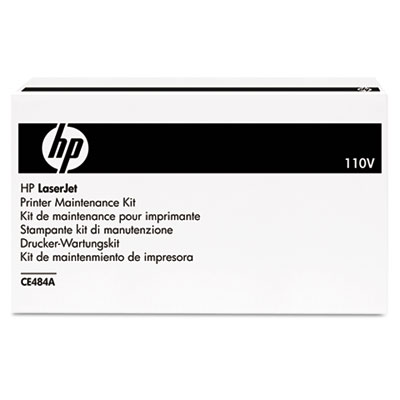 hp
110V
HP LaserJet
Printer Maintenance Kit
Kit de maintenance pour imprimante
Stampante kit di manutenzione
Drucker-Wartungskit
Kit de maintenmiento de impresora
CE484A